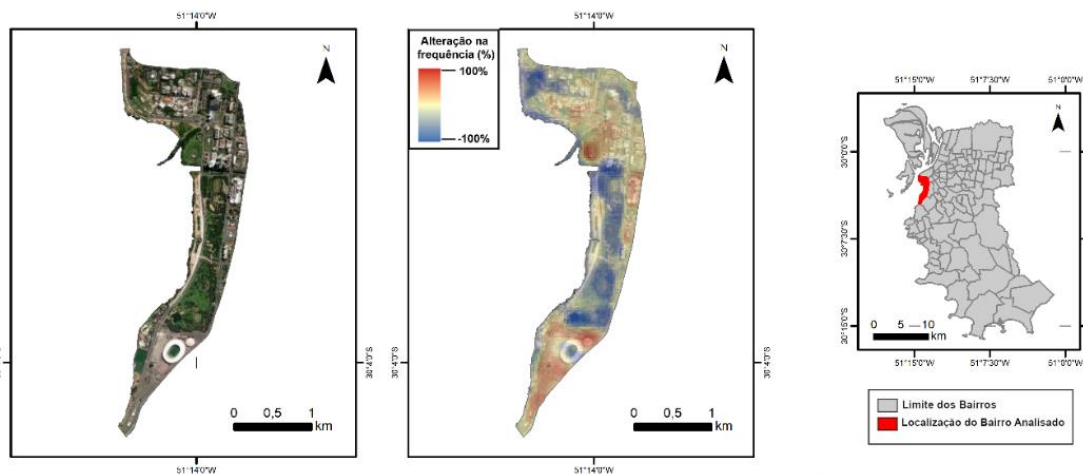 51°14'0"W
N
0 0,5 1
km
30°4'3"S
51°14'0"W
51°14'0"W
Alteração na
frequência (%)
100%
-100%
N
0 0,5 1
km
30°4'3"S
51°14'0"W
51°15'0"W 51°7'30"W 51°0'0"W
N
30°0'0"S
30°7'30"S
30°15'0"S
0 5 10
km
51°15'0"W 51°7'30"W 51°0'0"W
Limite dos Bairros
Localização do Bairro Analisado